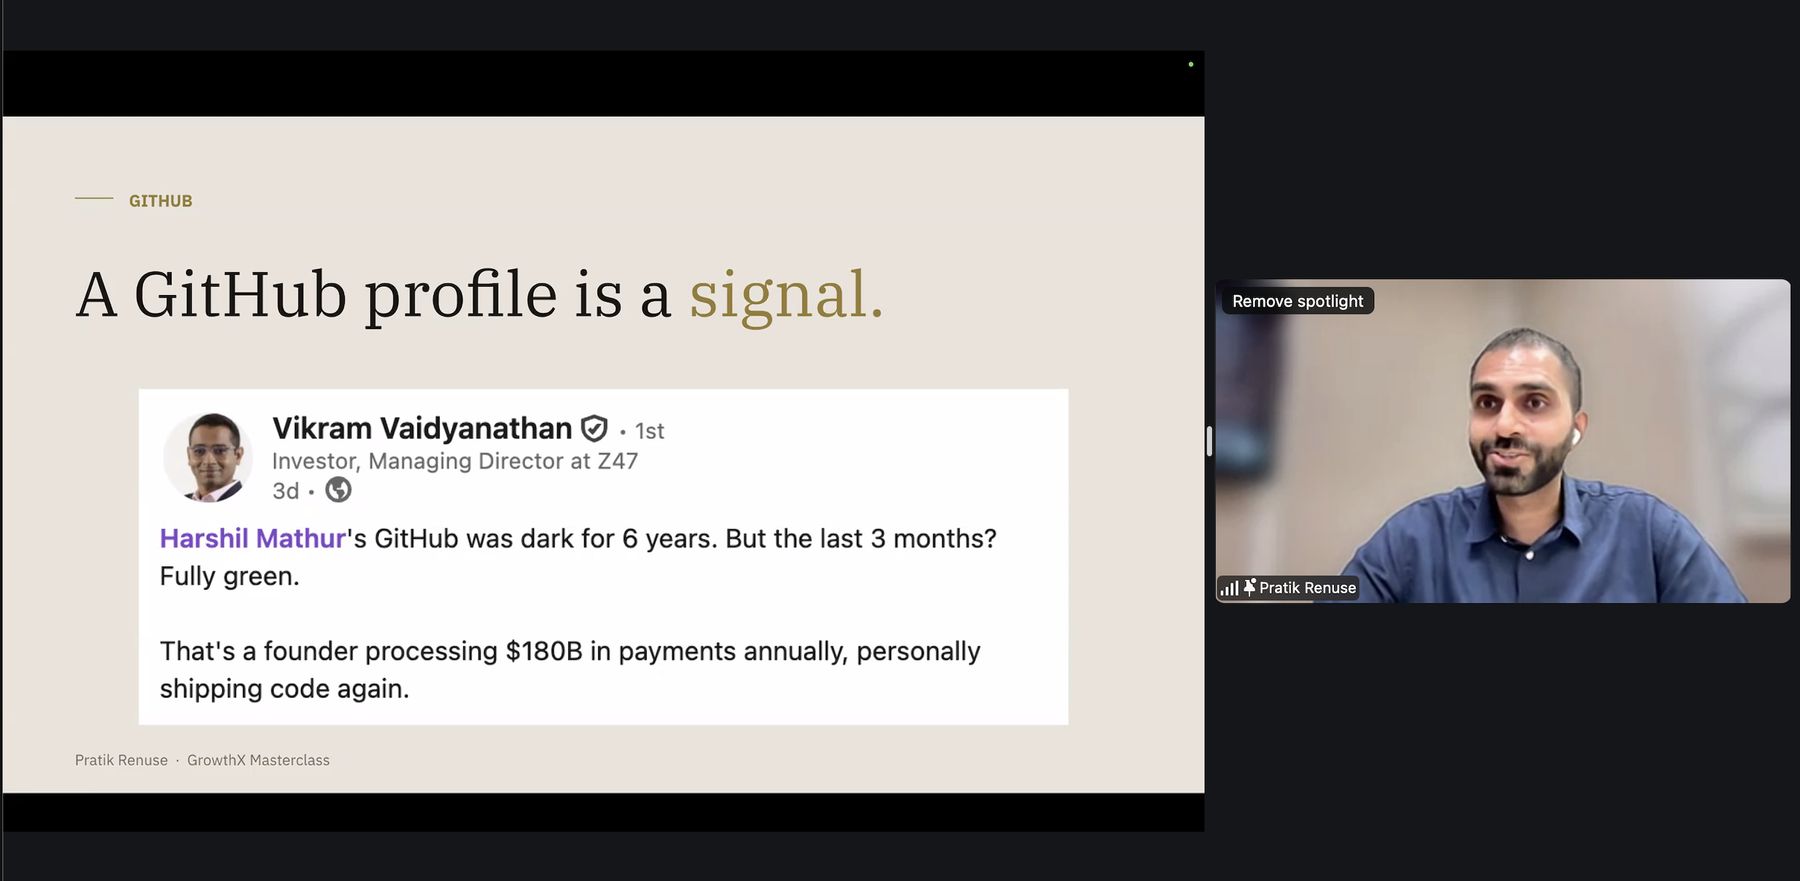 GITHUB
A GitHub profile is a signal.
Vikram Vaidyanathan • 1st
Investor, Managing Director at Z47
3d •
Harshil Mathur's GitHub was dark for 6 years. But the last 3 months?
Fully green.
That's a founder processing $180B in payments annually, personally
shipping code again.
Pratik Renuse · GrowthX Masterclass
Remove spotlight
Pratik Renuse